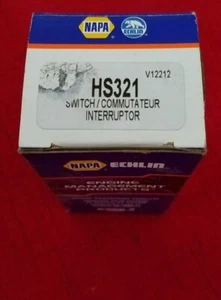 NAPA
ECHLIN
V12212
HS321
SWITCH/COMMUTATEUR
INTERRUPTOR
NAPA ECHLIN
ENGINE
MANAGEMENT
PRODUCTS